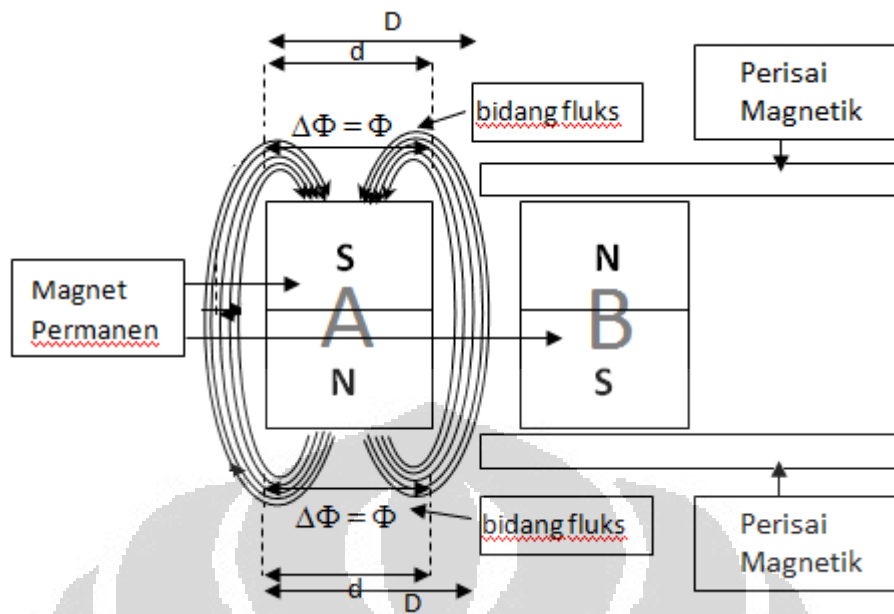 D
d
Perisai
Magnetik
bidang fluks
ΔΦ = Φ
S
N
Magnet
Permanen
A
B
N
S
ΔΦ = Φ
bidang fluks
Perisai
Magnetik
d
D